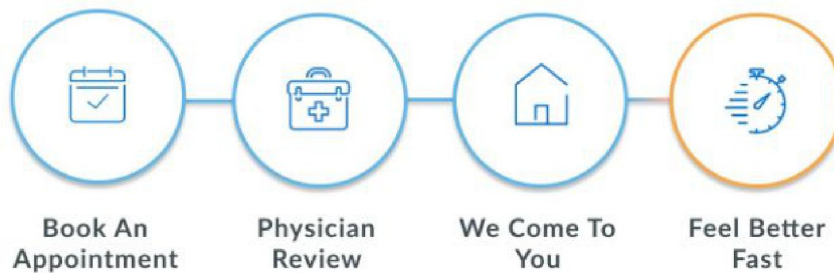 Book An
Appointment
Physician
Review
We Come To
You
Feel Better
Fast